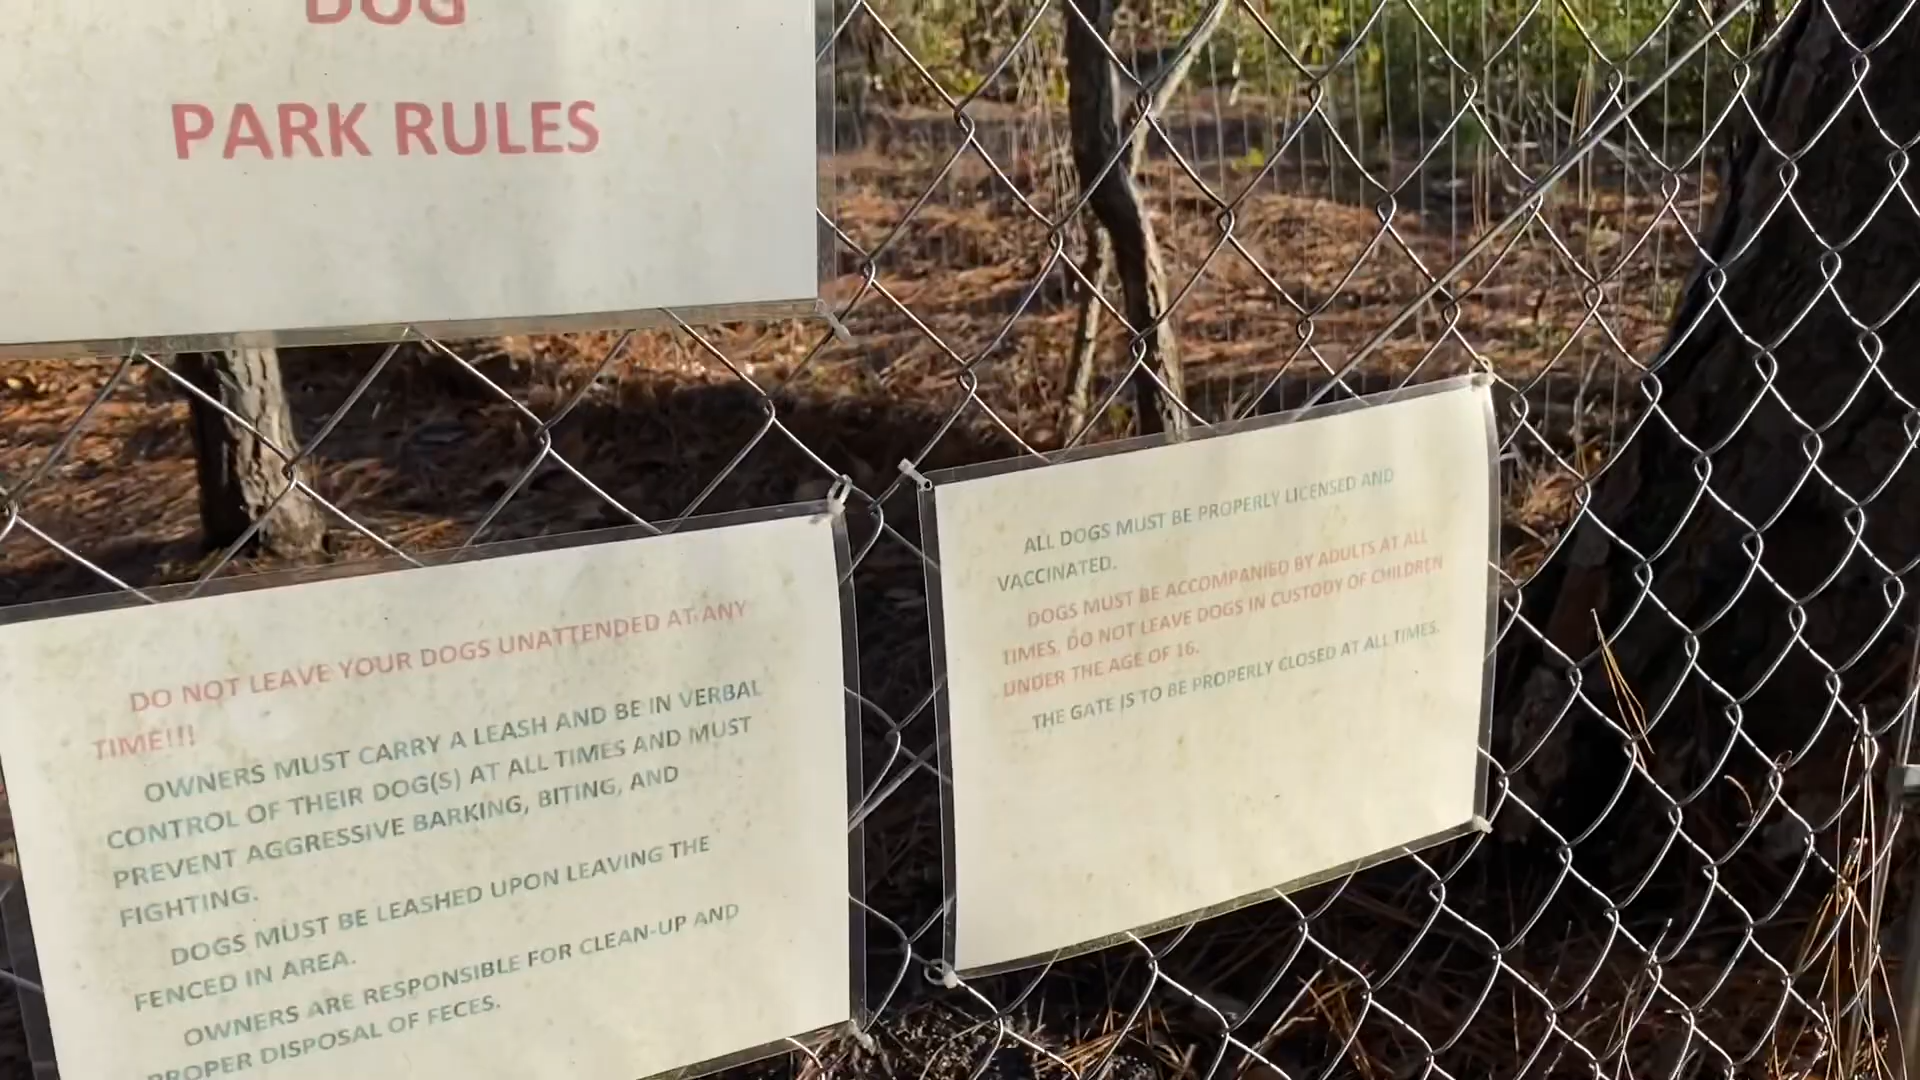 DOG
PARK RULES
DO NOT LEAVE YOUR DOGS UNATTENDED AT ANY
TIME!!!
OWNERS MUST CARRY A LEASH AND BE IN VERBAL
CONTROL OF THEIR DOG(S) AT ALL TIMES AND MUST
PREVENT AGGRESSIVE BARKING, BITING, AND
FIGHTING.
DOGS MUST BE LEASHED UPON LEAVING THE
FENCED IN AREA.
OWNERS ARE RESPONSIBLE FOR CLEAN-UP AND
PROPER DISPOSAL OF FECES.
ALL DOGS MUST BE PROPERLY LICENSED AND
VACCINATED.
DOGS MUST BE ACCOMPANIED BY ADULTS AT ALL
TIMES. DO NOT LEAVE DOGS IN CUSTODY OF CHILDREN
UNDER THE AGE OF 16.
THE GATE IS TO BE PROPERLY CLOSED AT ALL TIMES.